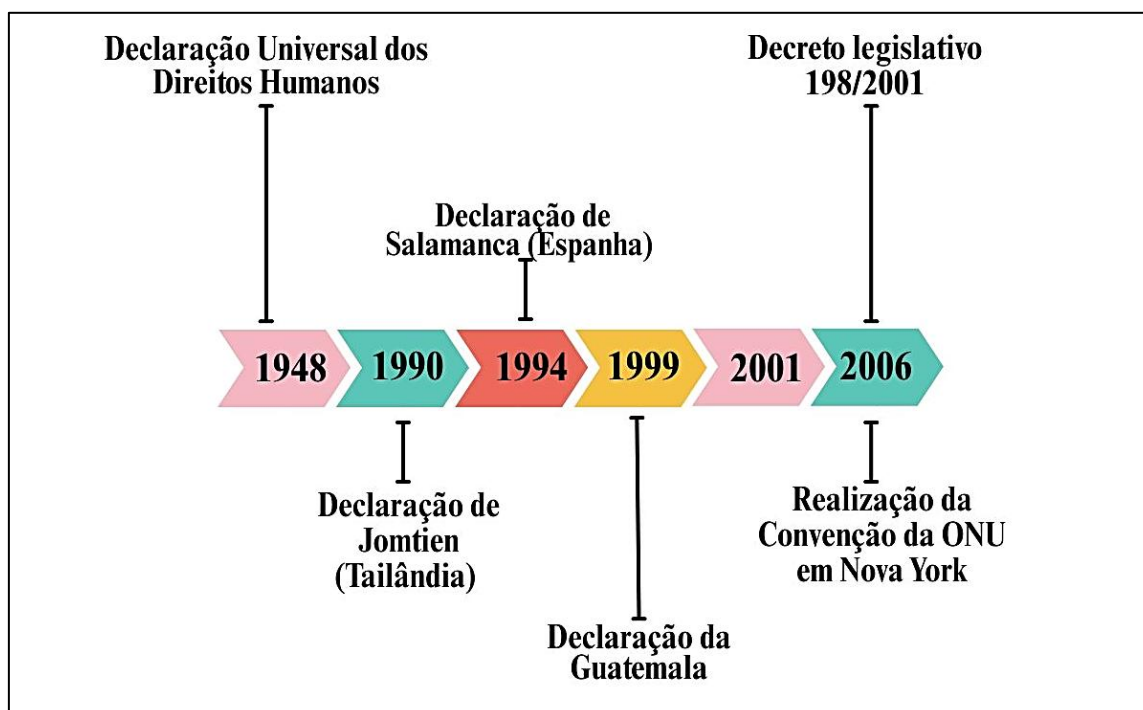 Declaração Universal dos
Direitos Humanos
Decreto legislativo
198/2001
Declaração de
Salamanca (Espanha)
1948
1990
1994
1999
2001
2006
Declaração de
Jomtien
(Tailândia)
Realização da
Convenção da ONU
em Nova York
Declaração da
Guatemala